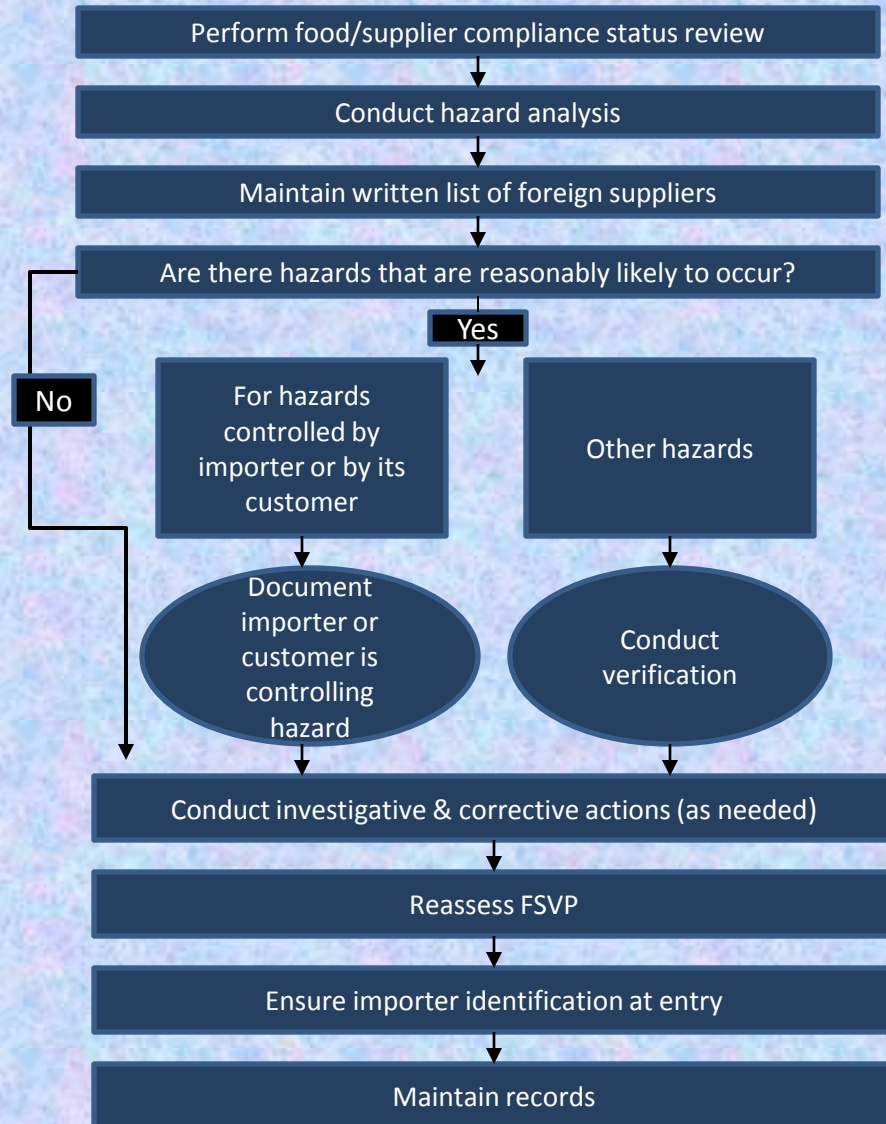 Perform food/supplier compliance status review
Conduct hazard analysis
Maintain written list of foreign suppliers
Are there hazards that are reasonably likely to occur?
Yes
No
For hazards
controlled by
importer or by its
customer
Other hazards
Document
importer or
customer is
controlling
hazard
Conduct
verification
Conduct investigative & corrective actions (as needed)
Reassess FSVP
Ensure importer identification at entry
Maintain records